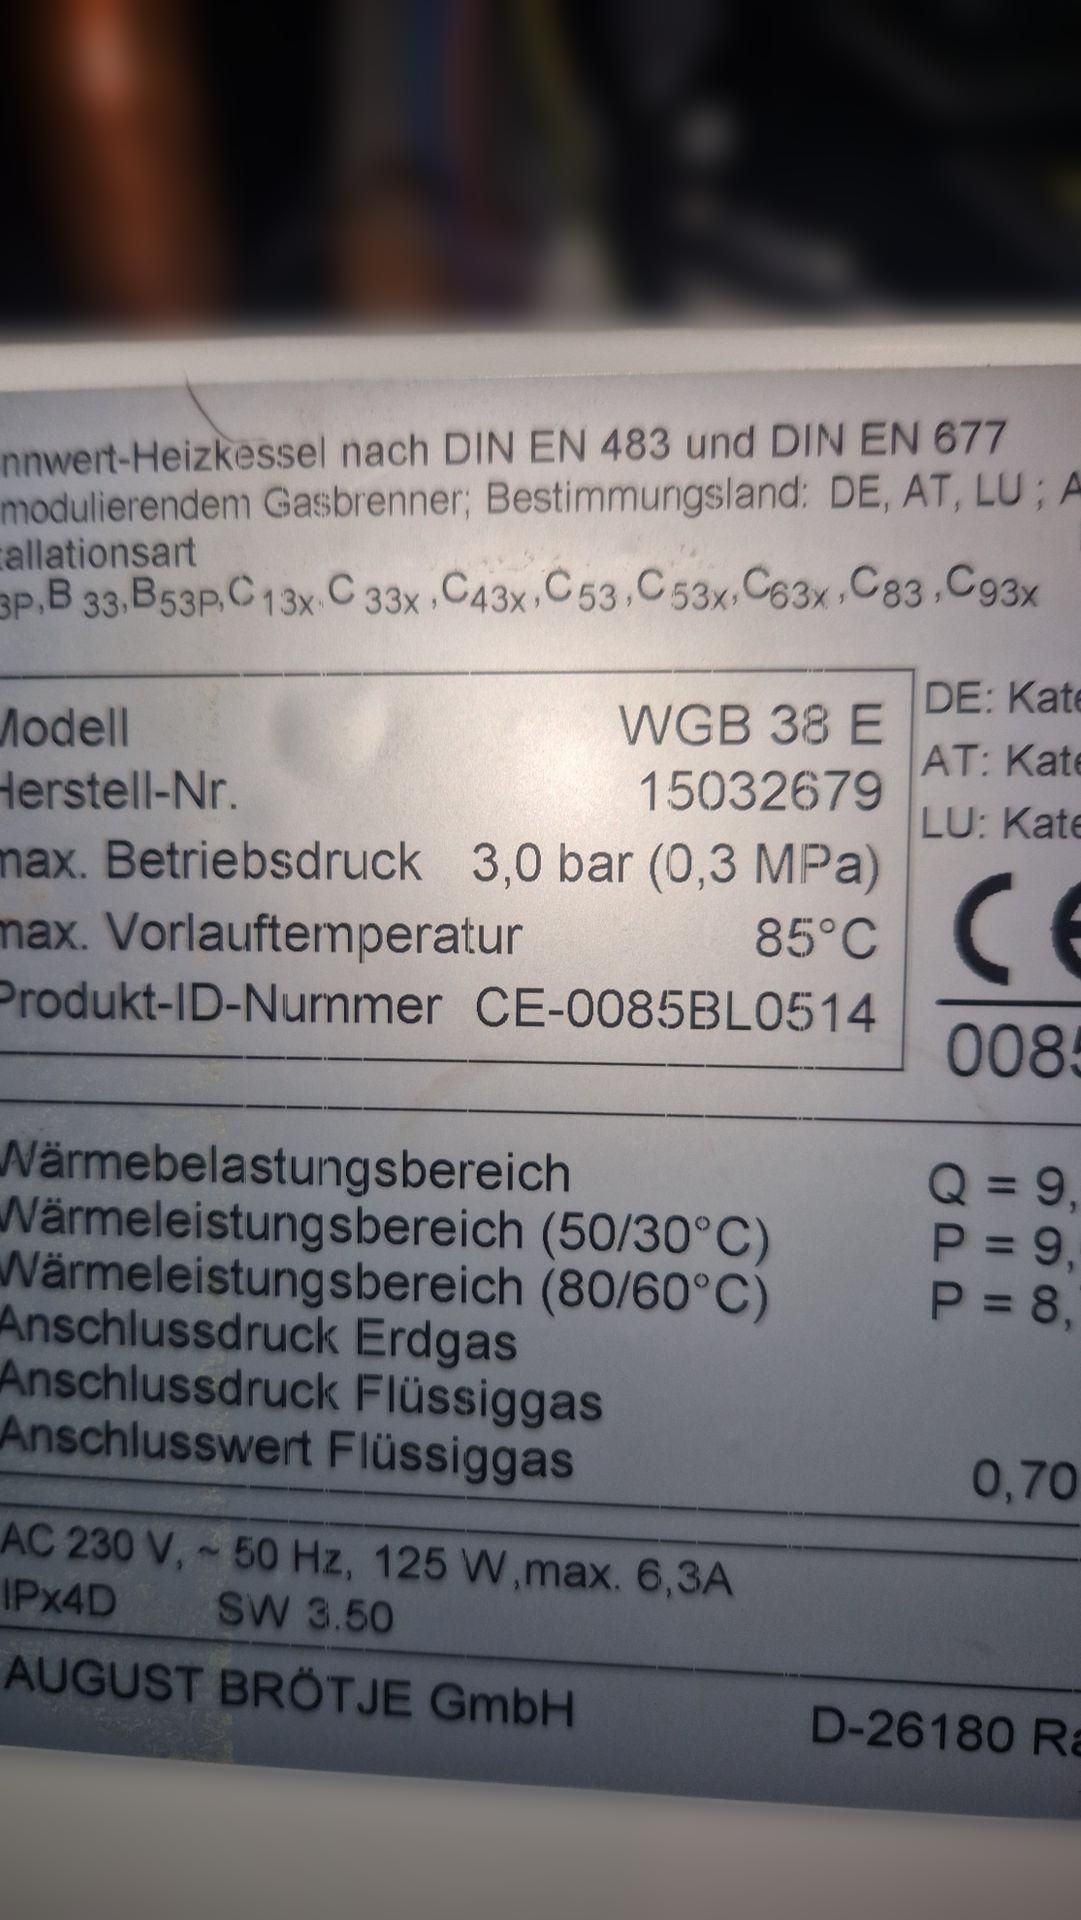 nnwert-Heizkessel nach DIN EN 483 und DIN EN 677
modulierendem Gasbrenner; Bestimmungsland: DE, AT, LU ; A
tallationsart
3P,B 33,B53P,C13x,C 33x ,C43x,C53,C53x,C63x ,C83 ,C93x
Modell WGB 38 E
Herstell-Nr. 15032679
max. Betriebsdruck 3,0 bar (0,3 MPa)
max. Vorlauftemperatur 85°C
Produkt-ID-Nummer CE-0085BL0514
DE: Kate
AT: Kate
LU: Kate
CE
0085
Wärmebelastungsbereich Q = 9,
Wärmeleistungsbereich (50/30°C) P = 9,
Wärmeleistungsbereich (80/60°C) P = 8,
Anschlussdruck Erdgas
Anschlussdruck Flüssiggas
Anschlusswert Flüssiggas 0,70
AC 230 V, ~ 50 Hz, 125 W,max. 6,3A
IPx4D SW 3.50
AUGUST BRÖTJE GmbH D-26180 Ra